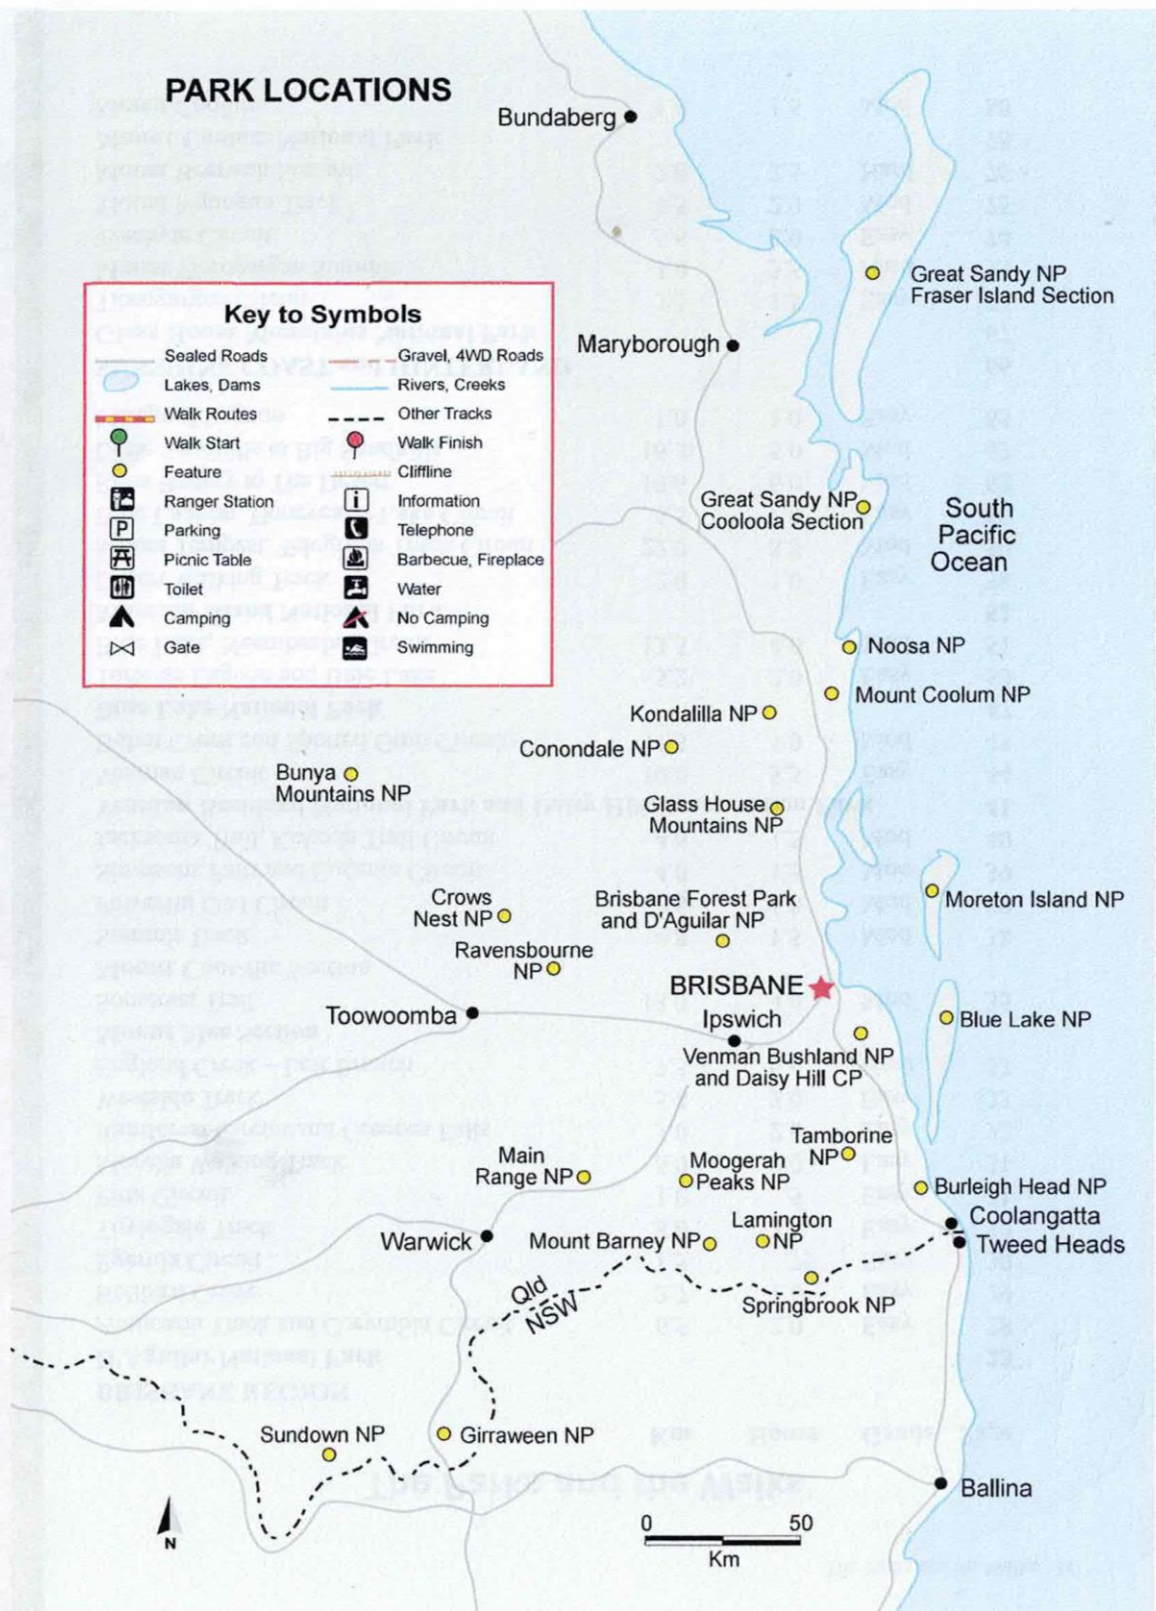 PARK LOCATIONS
Bundaberg
Great Sandy NP
Fraser Island Section
Key to Symbols
Sealed Roads
Gravel, 4WD Roads
Lakes, Dams
Rivers, Creeks
Walk Routes
Other Tracks
Walk Start
Walk Finish
Feature
Cliffline
Ranger Station
i
Information
P
Parking
Telephone
Picnic Table
Barbecue, Fireplace
Toilet
Water
Camping
No Camping
Gate
Swimming
Maryborough
Great Sandy NP
Cooloola Section
South
Pacific
Ocean
Noosa NP
Mount Coolum NP
Kondalilla NP
Conondale NP
Bunya
Mountains NP
Glass House
Mountains NP
Crows
Nest NP
Brisbane Forest Park
and D'Aguilar NP
Moreton Island NP
Ravensbourne
NP
BRISBANE
Toowoomba
Ipswich
Blue Lake NP
Venman Bushland NP
and Daisy Hill CP
Tamborine
NP
Main
Range NP
Moogerah
Peaks NP
Burleigh Head NP
Coolangatta
Tweed Heads
Lamington
NP
Warwick
Mount Barney NP
Qld
NSW
Springbrook NP
Sundown NP
Girraween NP
Ballina
N
0 50
Km